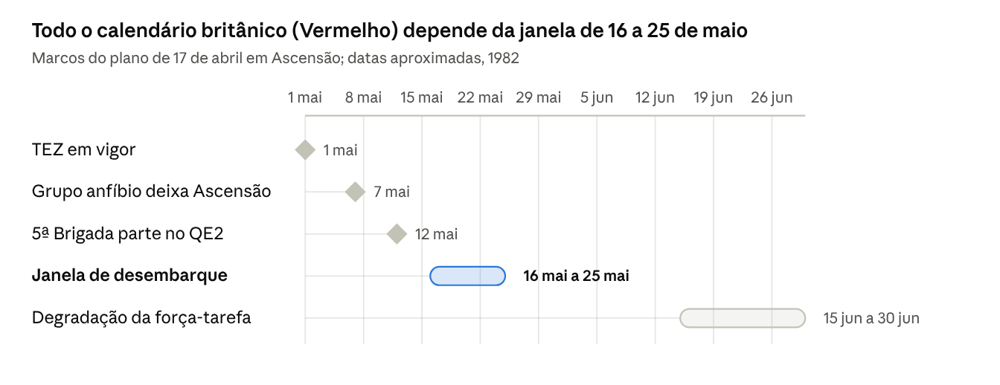 Todo o calendário britânico (Vermelho) depende da janela de 16 a 25 de maio
Marcos do plano de 17 de abril em Ascensão; datas aproximadas, 1982
1 mai 8 mai 15 mai 22 mai 29 mai 5 jun 12 jun 19 jun 26 jun
TEZ em vigor 1 mai
Grupo anfíbio deixa Ascensão 7 mai
5ª Brigada parte no QE2 12 mai
Janela de desembarque 16 mai a 25 mai
Degradação da força-tarefa 15 jun a 30 jun